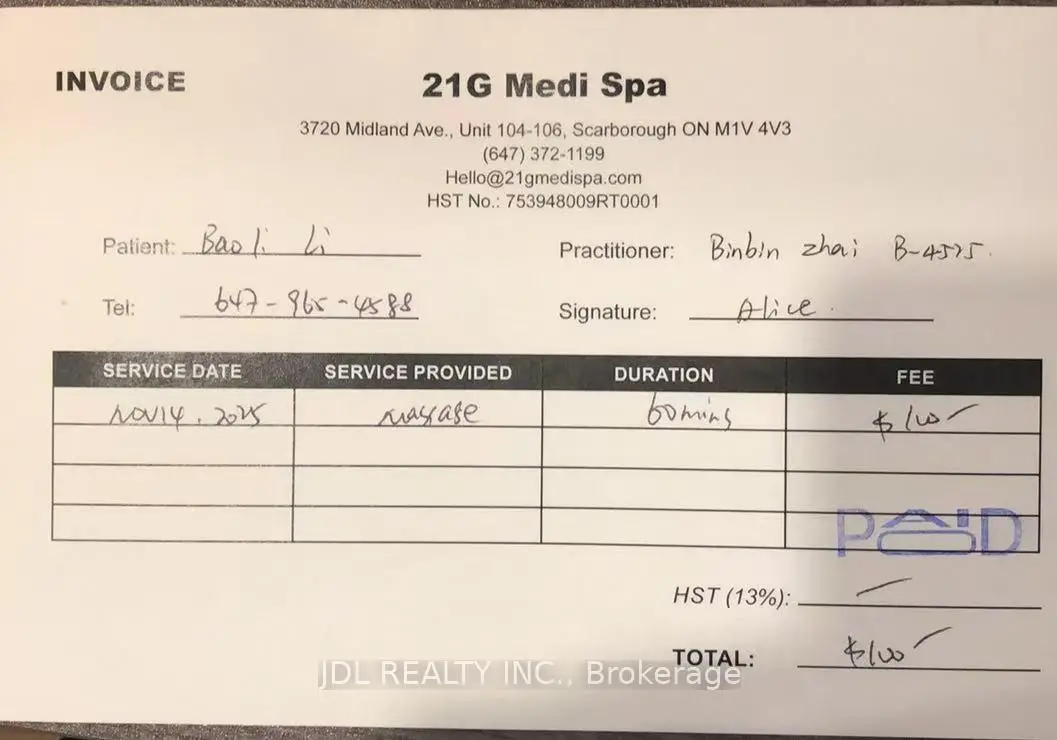 INVOICE 21G Medi Spa
3720 Midland Ave., Unit 104-106, Scarborough ON M1V 4V3
(647) 372-1199
Hello@21gmedispa.com
HST No.: 753948009RT0001
Patient: Baoli Li Practitioner: Binbin zhai B-4575
Tel: 647-965-4588 Signature: Alice
SERVICE DATE SERVICE PROVIDED DURATION FEE
NOV14. 2025 massage 60mins $100
PAID
HST (13%): —
TOTAL: $100
JDL REALTY INC., Brokerage